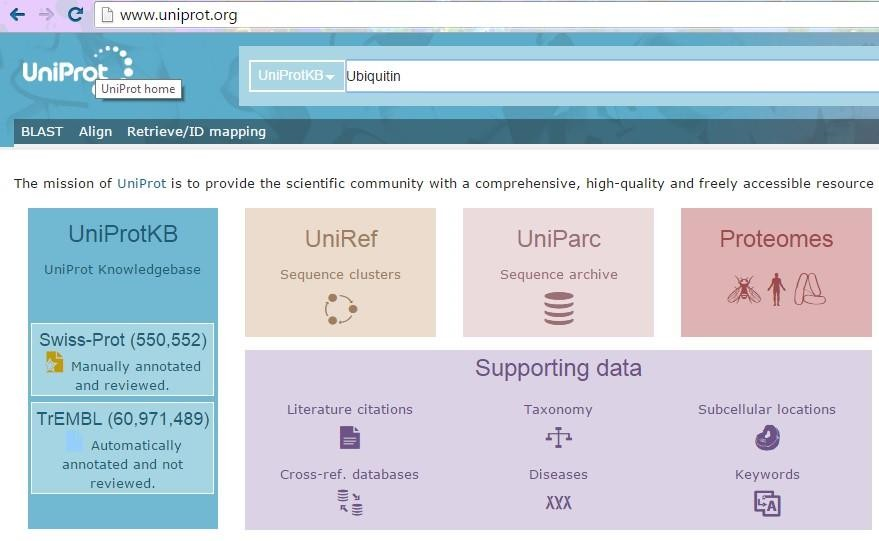 www.uniprot.org
UniProt
UniProt home
UniProtKB
Ubiquitin
BLAST Align Retrieve/ID mapping
The mission of UniProt is to provide the scientific community with a comprehensive, high-quality and freely accessible resource
UniProtKB
UniProt Knowledgebase
Swiss-Prot (550,552)
Manually annotated
and reviewed.
TrEMBL (60,971,489)
Automatically
annotated and not
reviewed.
UniRef
Sequence clusters
UniParc
Sequence archive
Proteomes
Supporting data
Literature citations
Taxonomy
Subcellular locations
Cross-ref. databases
Diseases
Keywords